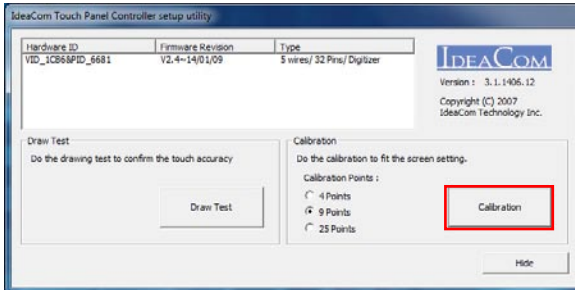 IdeaCom Touch Panel Controller setup utility
Hardware ID Firmware Revision Type
VID_1CB6&PID_6681 V2.4~14/01/09 5 wires/ 32 Pins/ Digitizer
IDEACOM
Version : 3.1.1406.12
Copyright (C) 2007
IdeaCom Technology Inc.
Draw Test
Do the drawing test to confirm the touch accuracy
Draw Test
Calibration
Do the calibration to fit the screen setting.
Calibration Points :
4 Points
9 Points
25 Points
Calibration
Hide